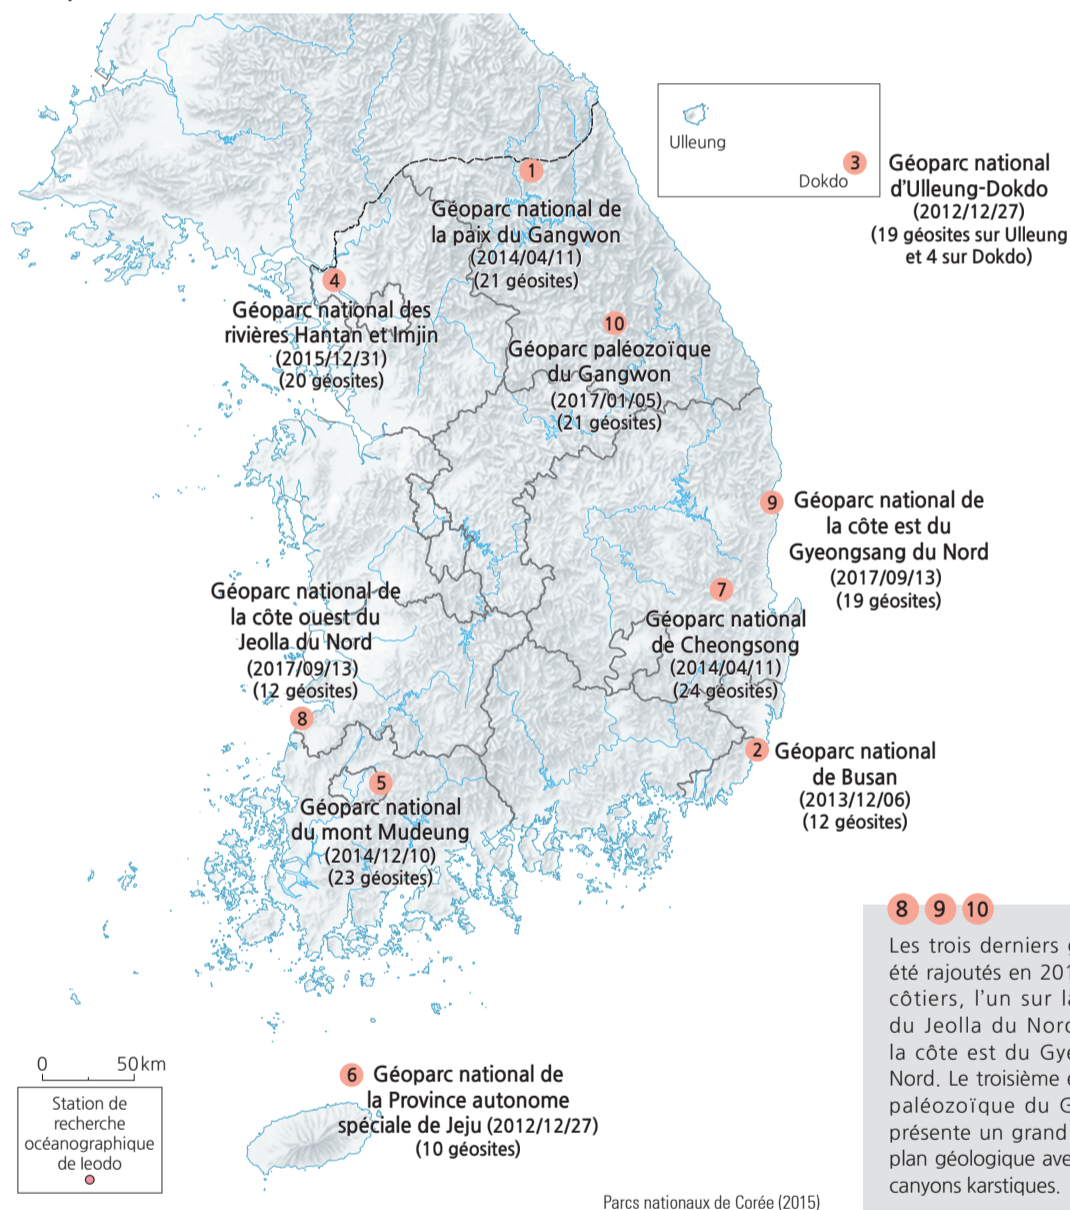 Ulleung
Dokdo
3
Géoparc national
d'Ulleung-Dokdo
(2012/12/27)
(19 géosites sur Ulleung
et 4 sur Dokdo)
1
Géoparc national de
la paix du Gangwon
(2014/04/11)
(21 géosites)
4
Géoparc national des
rivières Hantan et Imjin
(2015/12/31)
(20 géosites)
10
Géoparc paléozoïque
du Gangwon
(2017/01/05)
(21 géosites)
9
Géoparc national de
la côte est du
Gyeongsang du Nord
(2017/09/13)
(19 géosites)
7
Géoparc national
de Cheongsong
(2014/04/11)
(24 géosites)
Géoparc national de
la côte ouest du
Jeolla du Nord
(2017/09/13)
(12 géosites)
8
2
Géoparc national
de Busan
(2013/12/06)
(12 géosites)
5
Géoparc national
du mont Mudeung
(2014/12/10)
(23 géosites)
8 9 10
Les trois derniers
été rajoutés en
côtiers, l'un sur
du Jeolla du Nord
la côte est du
Nord. Le troisième
paléozoïque du
présente un grand
plan géologique
canyons karstiques.
0 50 km
Station de
recherche
océanographique
de Ieodo
6
Géoparc national de
la Province autonome
spéciale de Jeju (2012/12/27)
(10 géosites)
Parcs nationaux de Corée (2015)